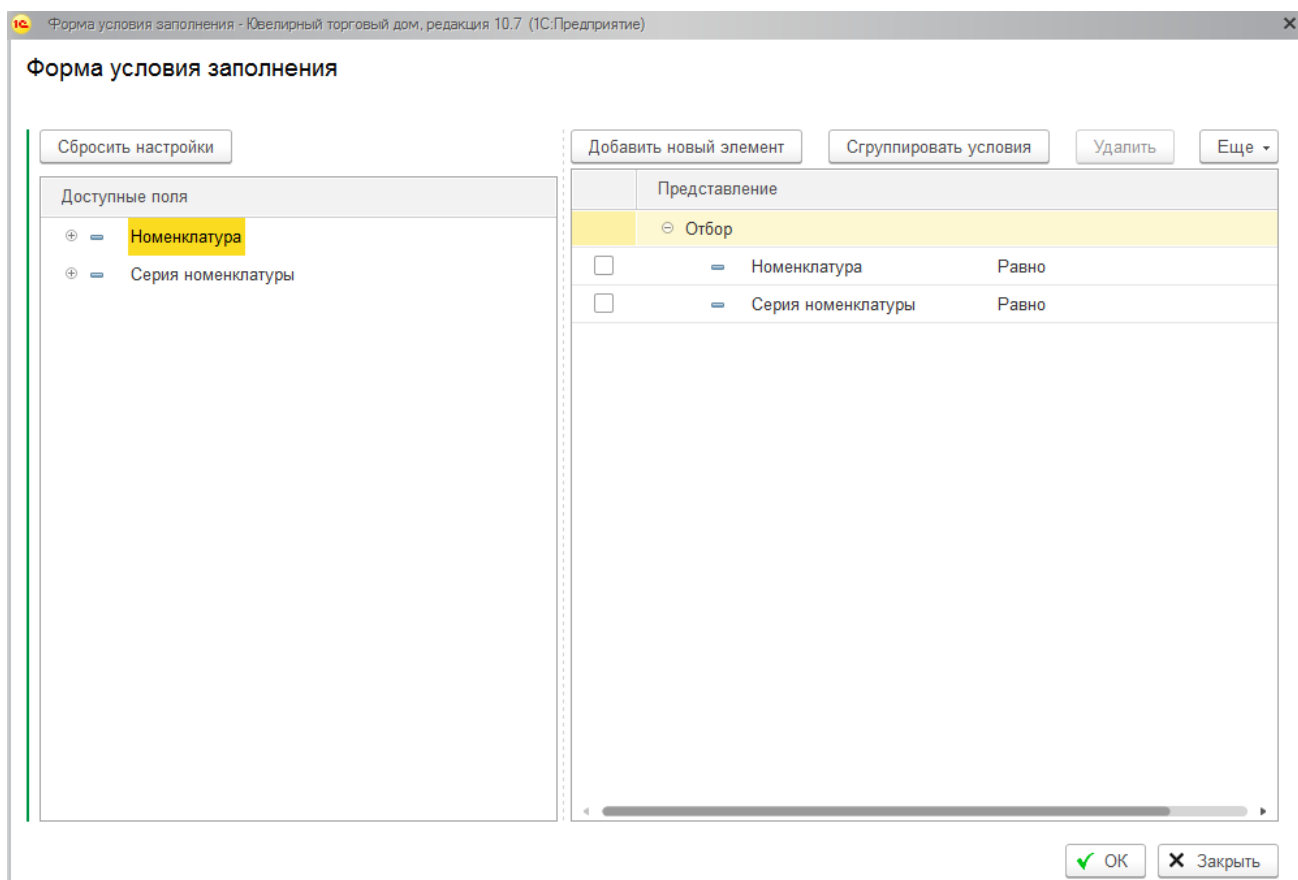 1С Форма условия заполнения - Ювелирный торговый дом, редакция 10.7 (1С:Предприятие)
Форма условия заполнения
Сбросить настройки
Добавить новый элемент Сгруппировать условия Удалить Еще
Доступные поля
Представление
Номенклатура
Отбор
Серия номенклатуры
Номенклатура Равно
Серия номенклатуры Равно
ОК Закрыть